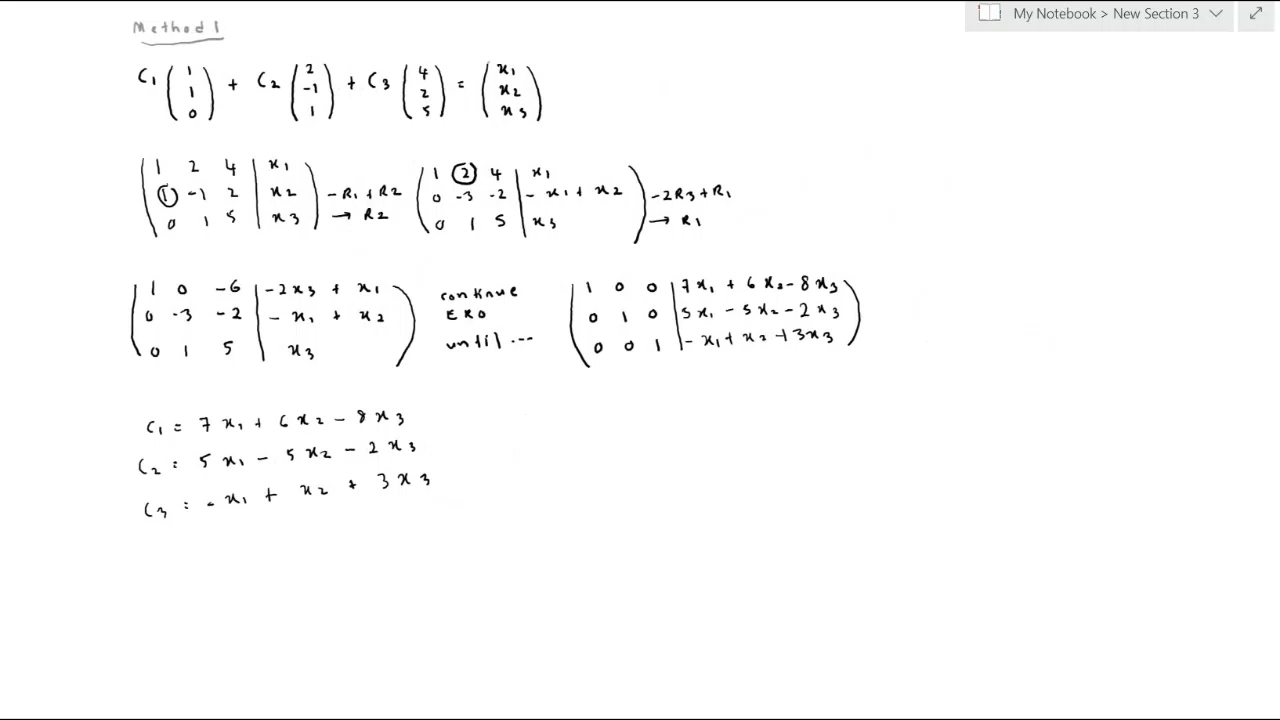 My Notebook > New Section 3
Method 1
C1 (1 1 0) + C2 (2 -1 1) + C3 (4 2 5) = (x1 x2 x3)
(1 2 4 | x1
1 -1 2 | x2
0 1 5 | x3) -R1 + R2 → R2
(1 2 4 | x1
0 -3 -2 | -x1 + x2
0 1 5 | x3) -2R3 + R1 → R1
(1 0 -6 | -2x3 + x1
0 -3 -2 | -x1 + x2
0 1 5 | x3)
continue
ERO
until ...
(1 0 0 | 7x1 + 6x2 - 8x3
0 1 0 | 5x1 - 5x2 - 2x3
0 0 1 | -x1 + x2 + 3x3)
C1 = 7x1 + 6x2 - 8x3
C2 = 5x1 - 5x2 - 2x3
C3 = -x1 + x2 + 3x3